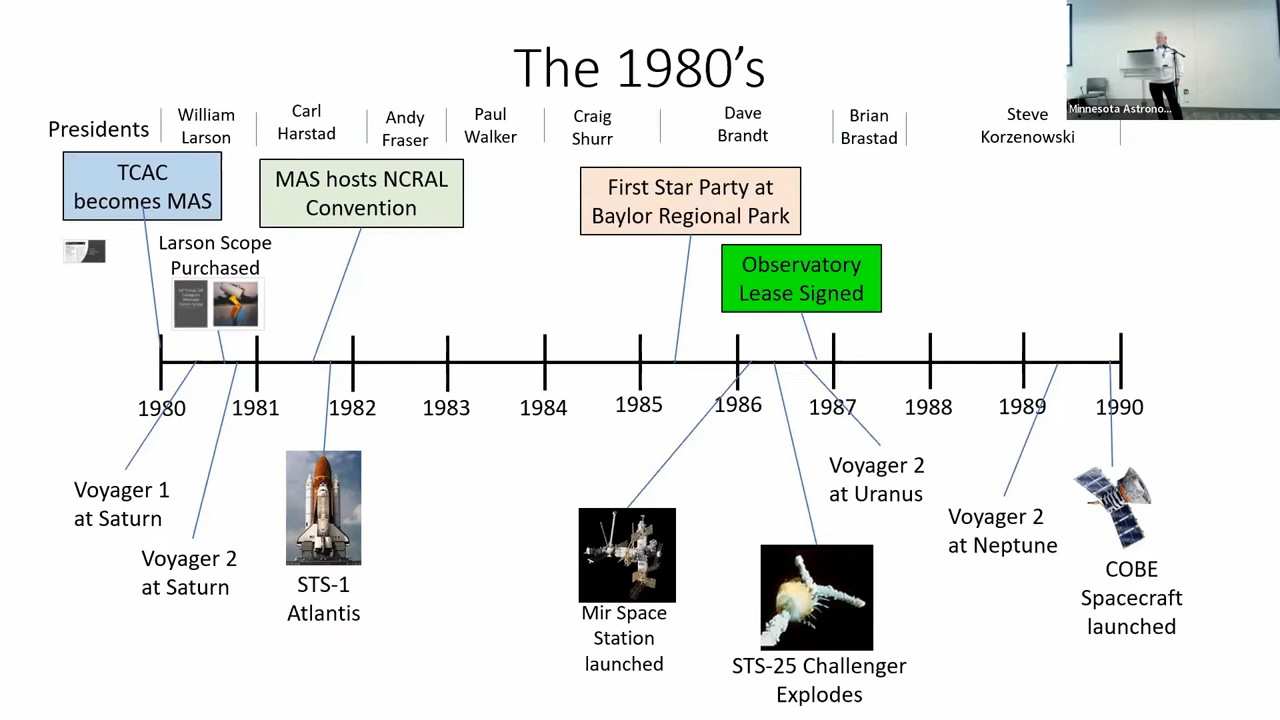 The 1980's
Presidents
William
Larson
Carl
Harstad
Andy
Fraser
Paul
Walker
Craig
Shurr
Dave
Brandt
Brian
Brastad
Steve
Korzenowski
Minnesota Astrono...
TCAC
becomes MAS
MAS hosts NCRAL
Convention
First Star Party at
Baylor Regional Park
Larson Scope
Purchased
Observatory
Lease Signed
1980
1981
1982
1983
1984
1985
1986
1987
1988
1989
1990
Voyager 1
at Saturn
Voyager 2
at Saturn
STS-1
Atlantis
Mir Space
Station
launched
STS-25 Challenger
Explodes
Voyager 2
at Uranus
Voyager 2
at Neptune
COBE
Spacecraft
launched